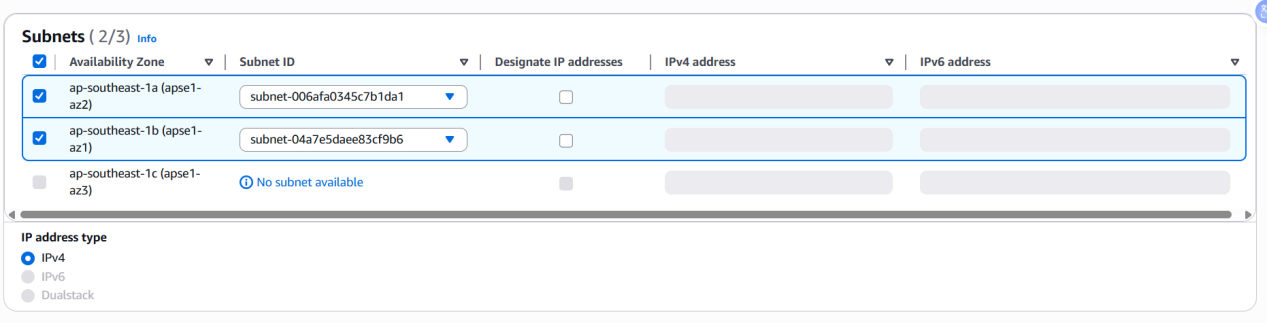 Subnets ( 2/3) Info
Availability Zone Subnet ID Designate IP addresses IPv4 address IPv6 address
ap-southeast-1a (apse1-
az2)
subnet-006afa0345c7b1da1
ap-southeast-1b (apse1-
az1)
subnet-04a7e5daee83cf9b6
ap-southeast-1c (apse1-
az3)
No subnet available
IP address type
IPv4
IPv6
Dualstack